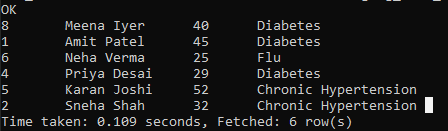 OK
8 Meena Iyer 40 Diabetes
1 Amit Patel 45 Diabetes
6 Neha Verma 25 Flu
4 Priya Desai 29 Diabetes
5 Karan Joshi 52 Chronic Hypertension
2 Sneha Shah 32 Chronic Hypertension
Time taken: 0.109 seconds, Fetched: 6 row(s)